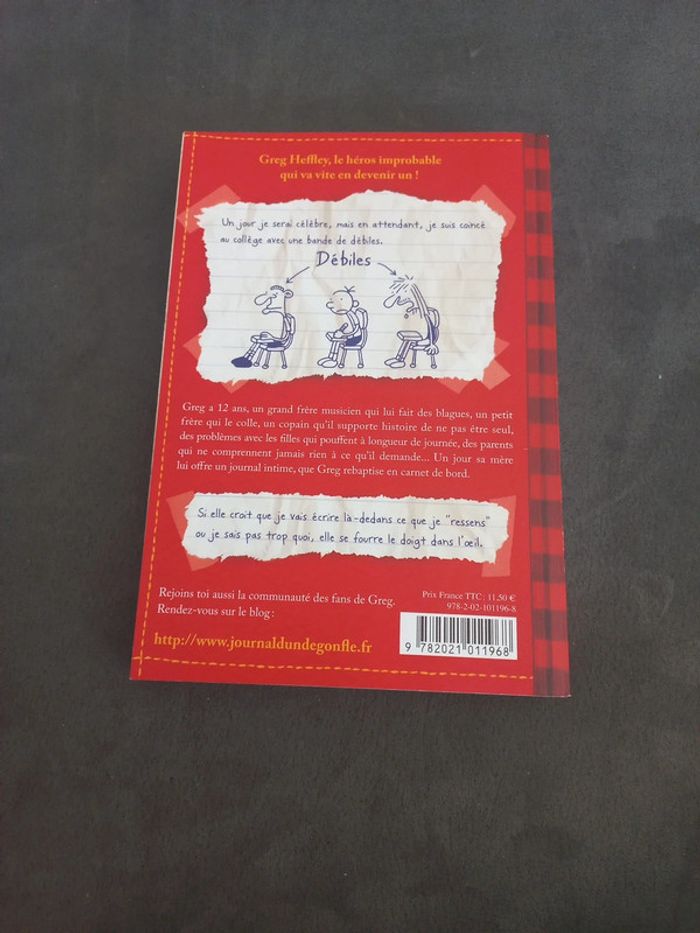 Greg Heffley, le héros improbable
qui va vite en devenir un !
Un jour je serai célèbre, mais en attendant, je suis coincé
au collège avec une bande de débiles.
Débiles
Greg a 12 ans, un grand frère musicien qui lui fait des blagues, un petit
frère qui le colle, un copain qu'il supporte histoire de ne pas être seul,
des problèmes avec les filles qui pouffent à longueur de journée, des parents
qui ne comprennent jamais rien à ce qu'il demande... Un jour sa mère
lui offre un journal intime, que Greg rebaptise en carnet de bord.
Si elle croit que je vais écrire là-dedans ce que je "ressens"
ou je sais pas trop quoi, elle se fourre le doigt dans l'œil.
Rejoins toi aussi la communauté des fans de Greg.
Rendez-vous sur le blog :
http://www.journaldundegonfle.fr
Prix France TTC : 11,50 €
978-2-02-101196-8
9 782021 011968